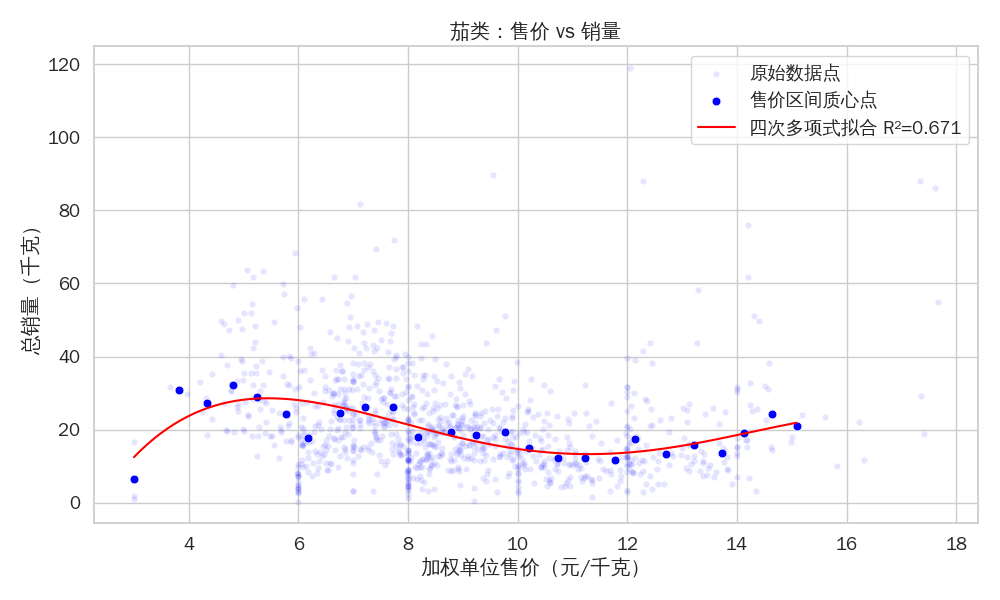 茄类：售价 vs 销量
原始数据点
售价区间质心点
四次多项式拟合 R²=0.671
总销量（千克）
120
100
80
60
40
20
0
4 6 8 10 12 14 16 18
加权单位售价（元/千克）